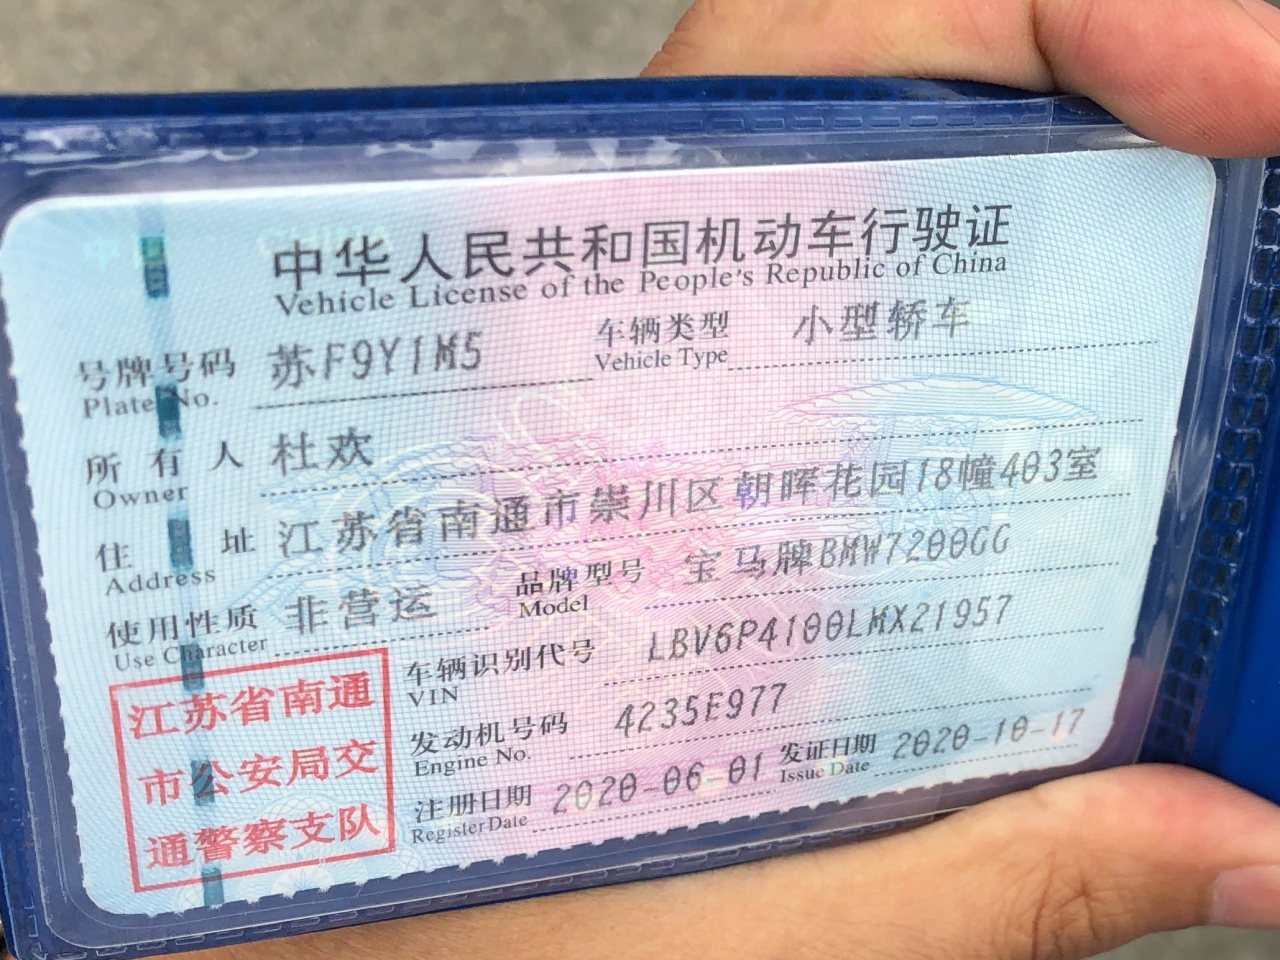 中华人民共和国机动车行驶证
Vehicle License of the People's Republic of China
号牌号码 苏F9Y1M5 车辆类型 小型轿车
Plate No. Vehicle Type
所有人 杜欢
Owner
住址 江苏省南通市崇川区朝晖花园18幢403室
Address
使用性质 非营运 品牌型号 宝马牌BMW7200GG
Use Character Model
车辆识别代号 LBV6P4100LMX21957
VIN
发动机号码 4235E977
Engine No.
注册日期 2020-06-01 发证日期 2020-10-17
Register Date Issue Date
江苏省南通
市公安局交
通警察支队